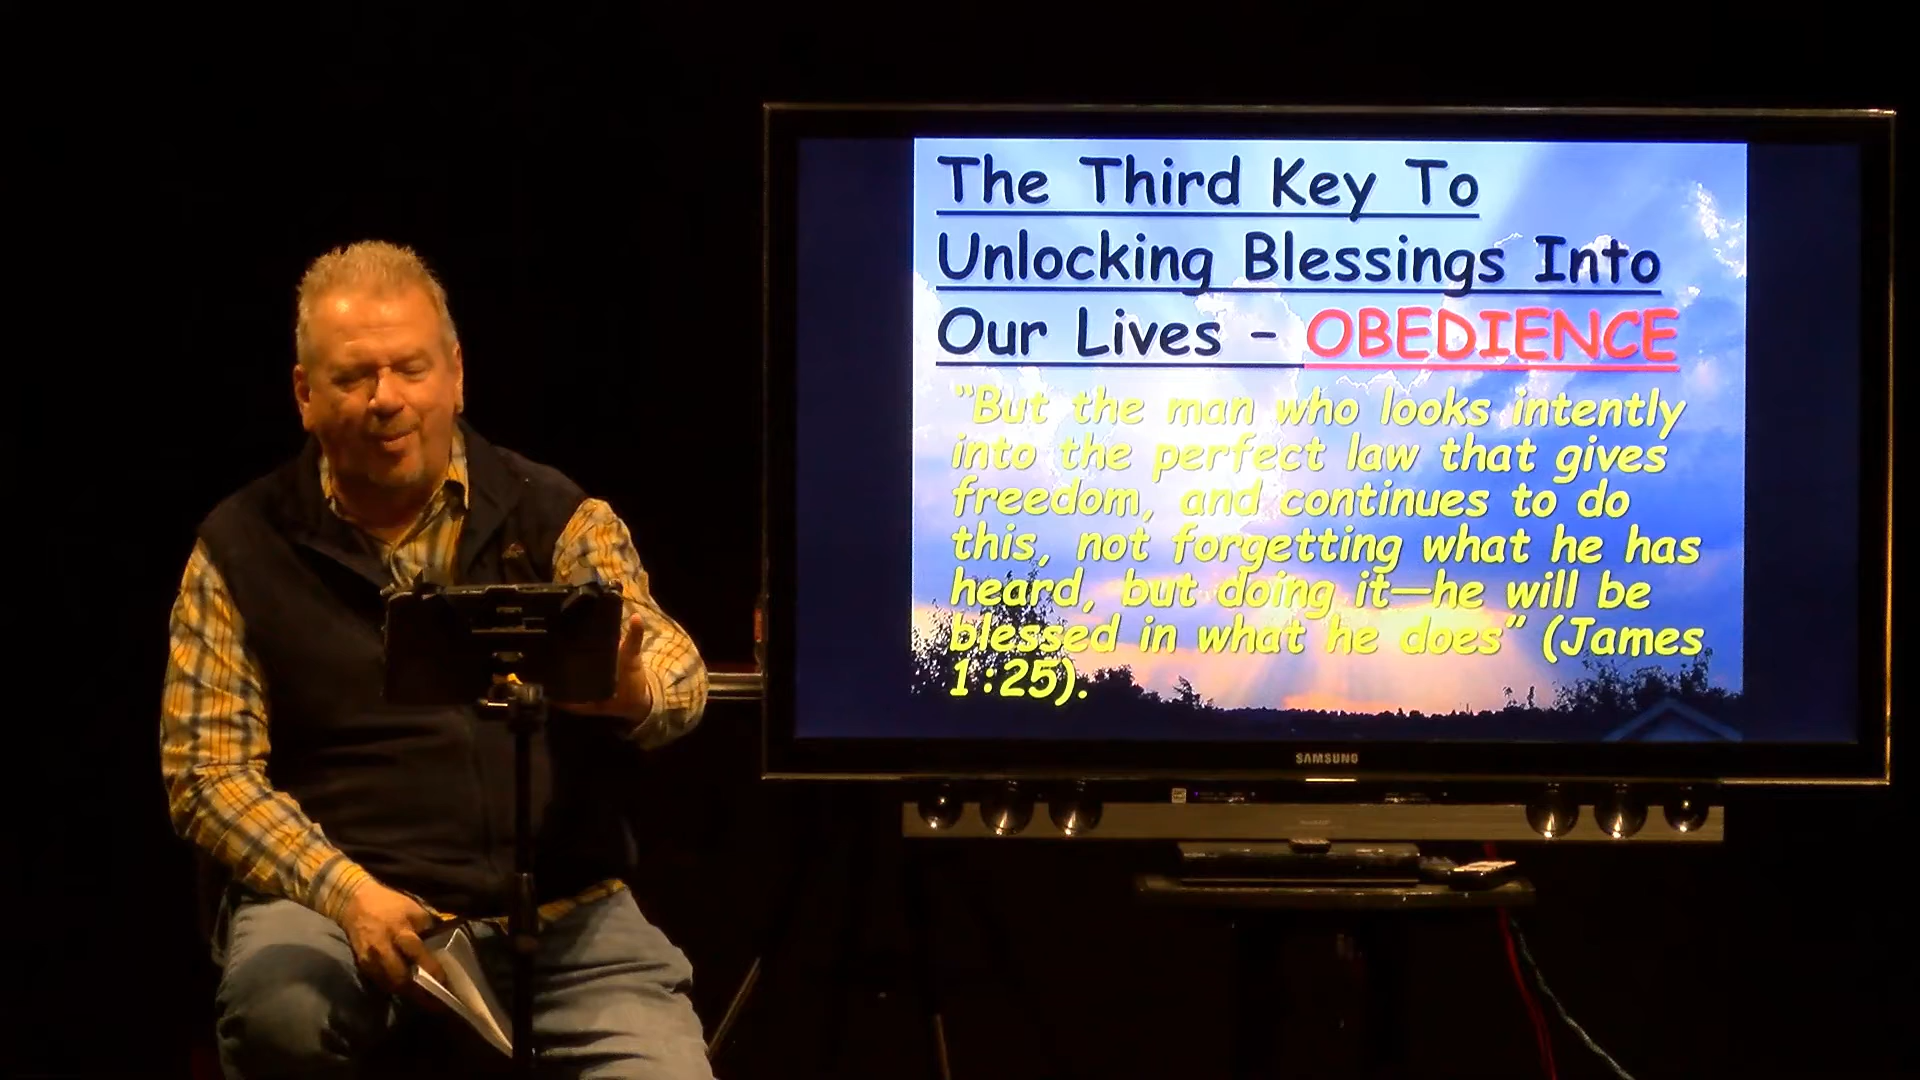 The Third Key To
Unlocking Blessings Into
Our Lives - OBEDIENCE
“But the man who looks intently
into the perfect law that gives
freedom, and continues to do
this, not forgetting what he has
heard, but doing it—he will be
blessed in what he does” (James
1:25).
SAMSUNG